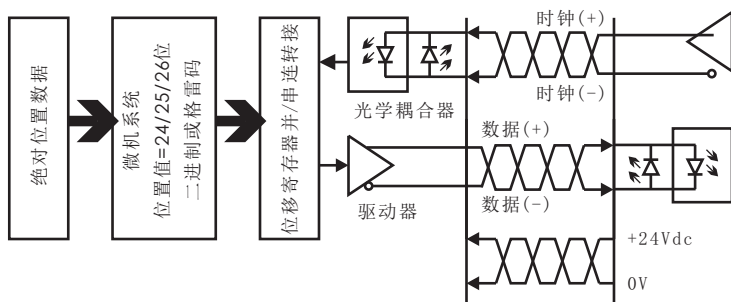 绝对位置数据
微机系统
位置值=24/25/26位
二进制或格雷码
位移寄存器并/串连转接
光学耦合器
驱动器
时钟(+)
时钟(-)
数据(+)
数据(-)
+24Vdc
0V